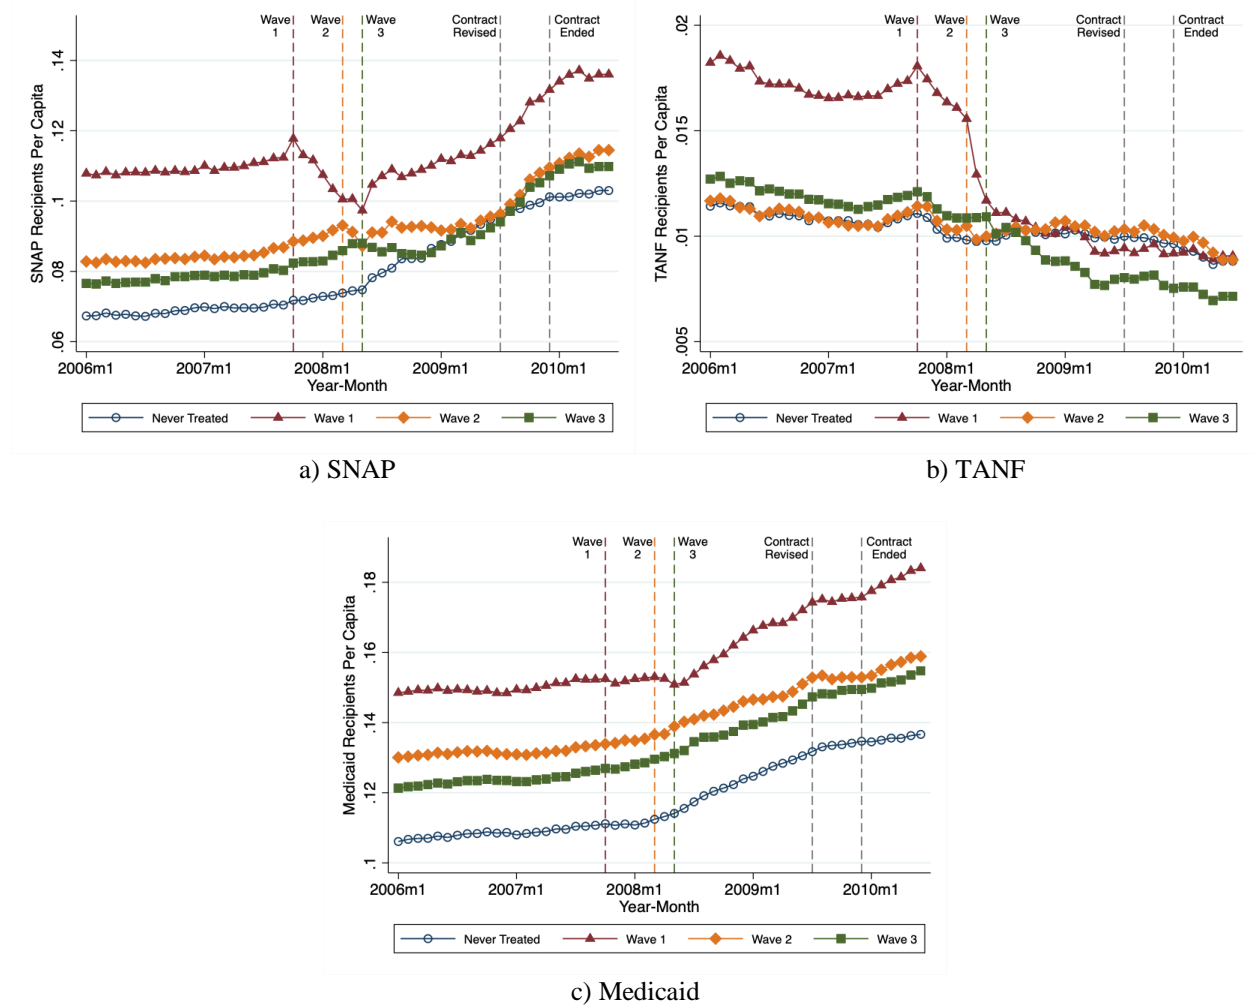 Wave 1
Wave 2
Wave 3
Contract Revised
Contract Ended
SNAP Recipients Per Capita
.14
.12
.1
.08
.06
2006m1 2007m1 2008m1 2009m1 2010m1
Year-Month
Never Treated Wave 1 Wave 2 Wave 3
a) SNAP
Wave 1
Wave 2
Wave 3
Contract Revised
Contract Ended
TANF Recipients Per Capita
.02
.015
.01
.005
2006m1 2007m1 2008m1 2009m1 2010m1
Year-Month
Never Treated Wave 1 Wave 2 Wave 3
b) TANF
Wave 1
Wave 2
Wave 3
Contract Revised
Contract Ended
Medicaid Recipients Per Capita
.18
.16
.14
.12
.1
2006m1 2007m1 2008m1 2009m1 2010m1
Year-Month
Never Treated Wave 1 Wave 2 Wave 3
c) Medicaid